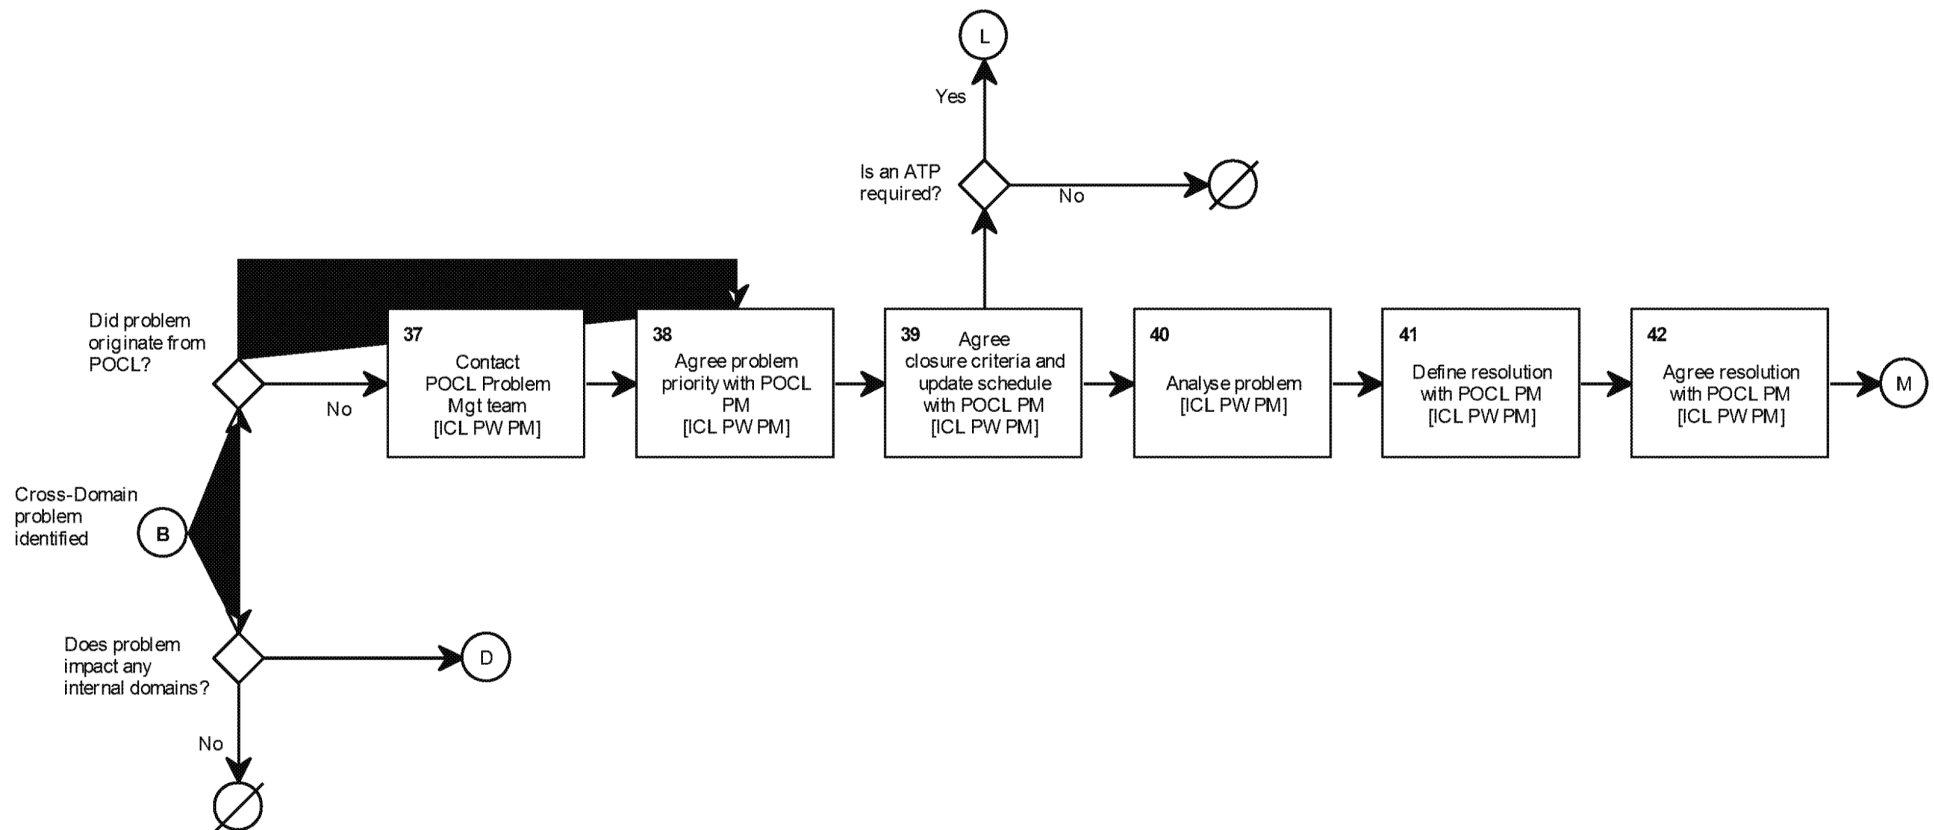 L
Yes
Is an ATP
required?
No
Did problem
originate from
POCL?
No
37
Contact
POCL Problem
Mgt team
[ICL PW PM]
38
Agree problem
priority with POCL
PM
[ICL PW PM]
39
Agree
closure criteria and
update schedule
with POCL PM
[ICL PW PM]
40
Analyse problem
[ICL PW PM]
41
Define resolution
with POCL PM
[ICL PW PM]
42
Agree resolution
with POCL PM
[ICL PW PM]
M
Cross-Domain
problem
identified
B
Does problem
impact any
internal domains?
D
No